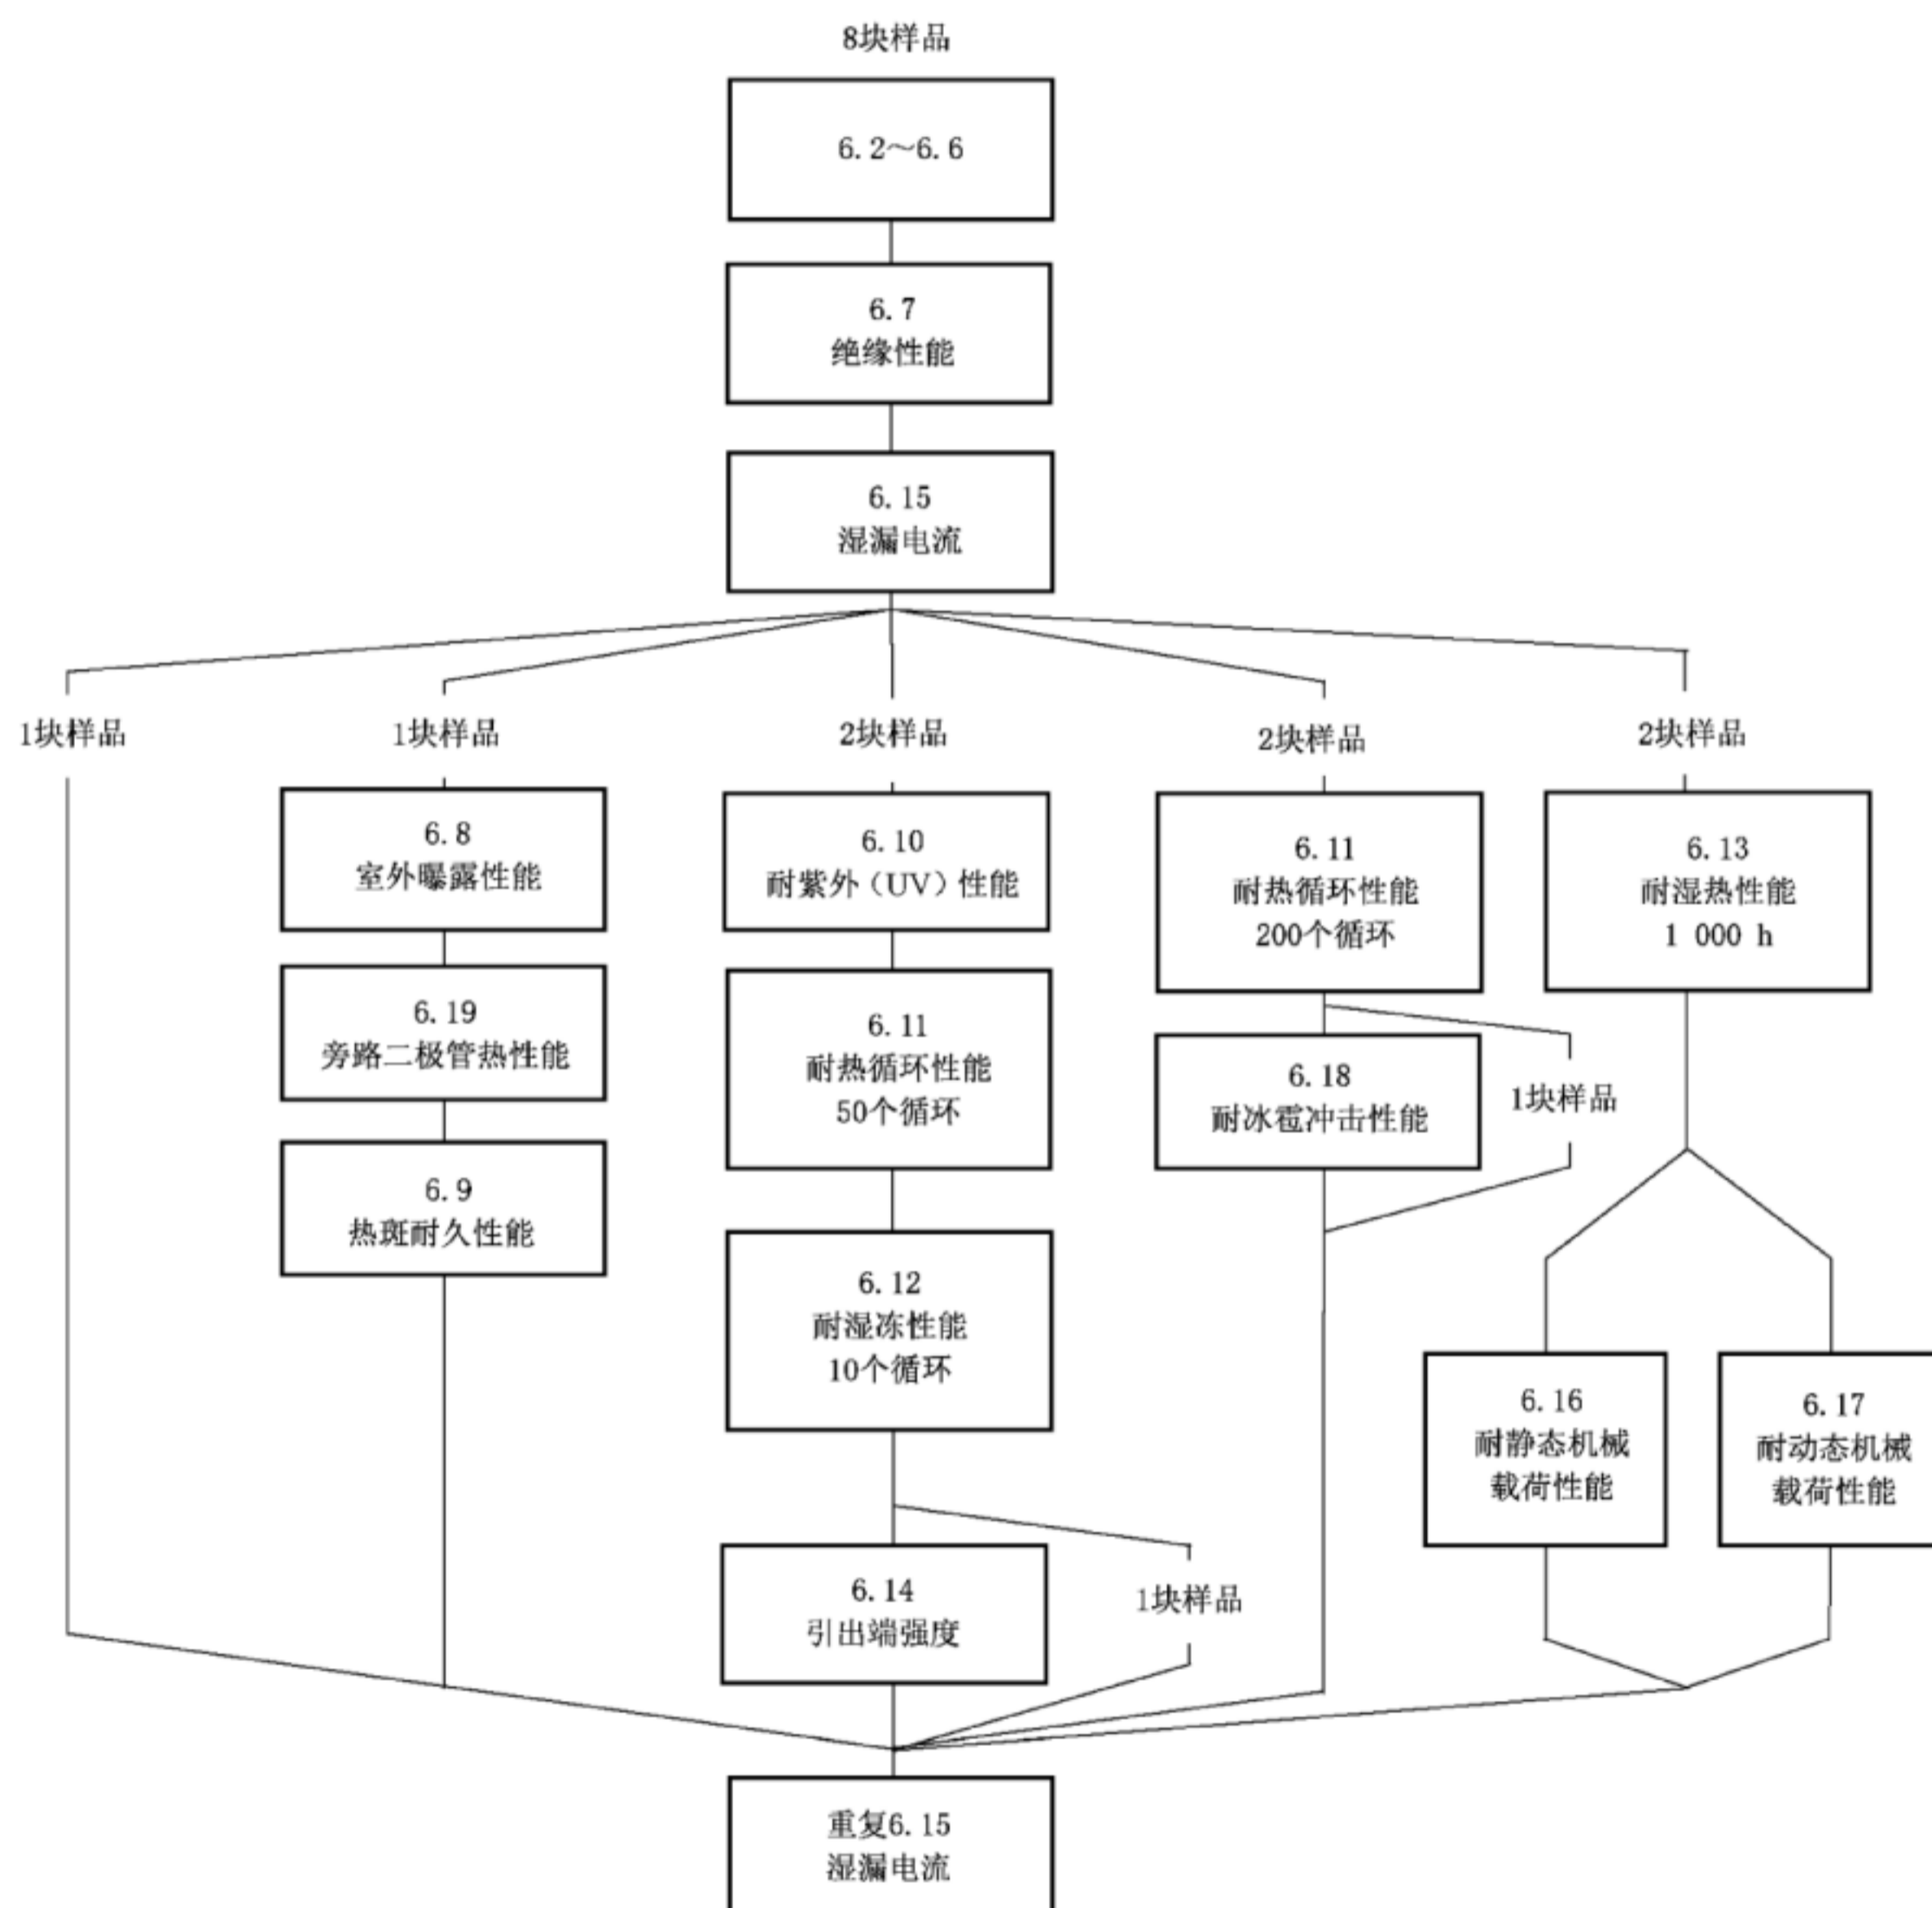 8块样品
6.2～6.6
6.7
绝缘性能
6.15
湿漏电流
1块样品
1块样品
2块样品
2块样品
2块样品
6.8
室外曝露性能
6.19
旁路二极管热性能
6.9
热斑耐久性能
6.10
耐紫外（UV）性能
6.11
耐热循环性能
50个循环
6.12
耐湿冻性能
10个循环
6.14
引出端强度
1块样品
6.11
耐热循环性能
200个循环
6.18
耐冰雹冲击性能
1块样品
6.13
耐湿热性能
1 000 h
6.16
耐静态机械
载荷性能
6.17
耐动态机械
载荷性能
重复6.15
湿漏电流